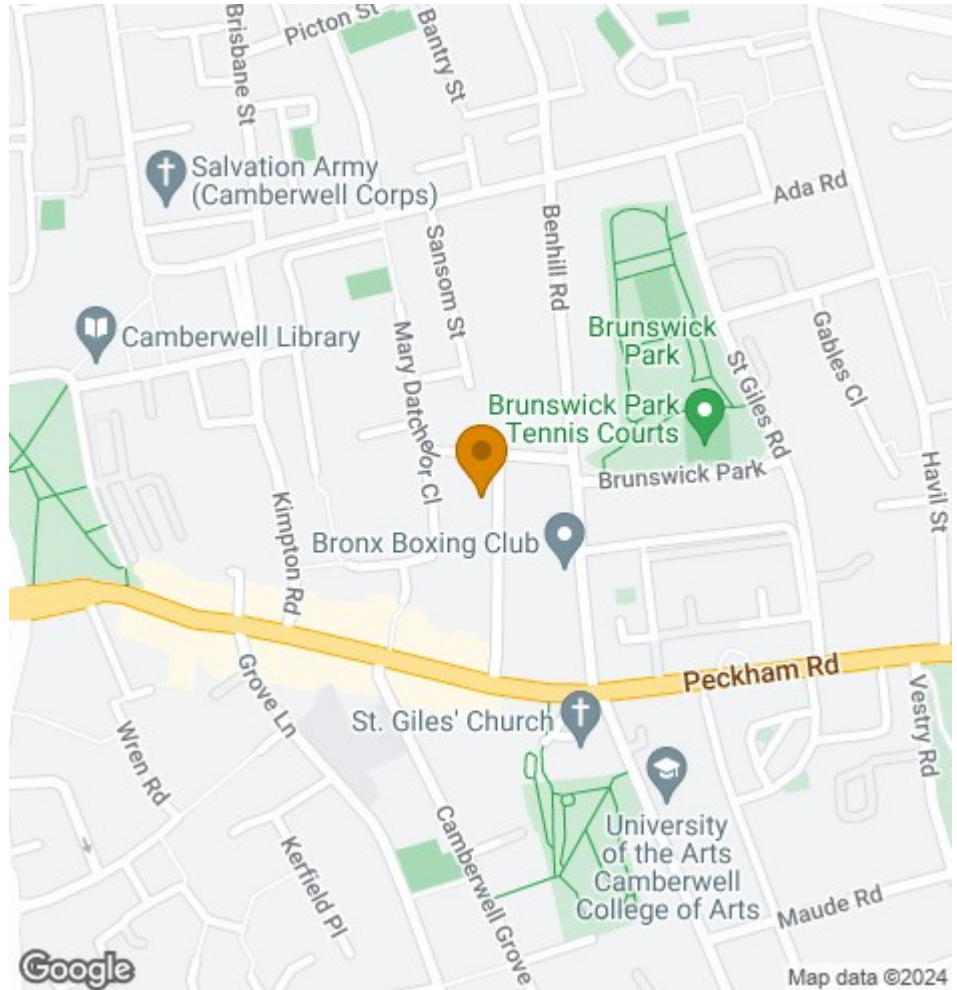 Picton St
Brisbane St
Bantry St
Salvation Army
(Camberwell Corps)
Ada Rd
Benhill Rd
Sansom St
Camberwell Library
Mary Datchelor Cl
Brunswick
Park
Gables Cl
St Giles Rd
Brunswick Park
Tennis Courts
Brunswick Park
Havil St
Kimpton Rd
Bronx Boxing Club
Peckham Rd
Grove Ln
St. Giles' Church
Wren Rd
Vestry Rd
University
of the Arts
Camberwell
College of Arts
Kerfield Pl
Camberwell Grove
Maude Rd
Google
Map data ©2024